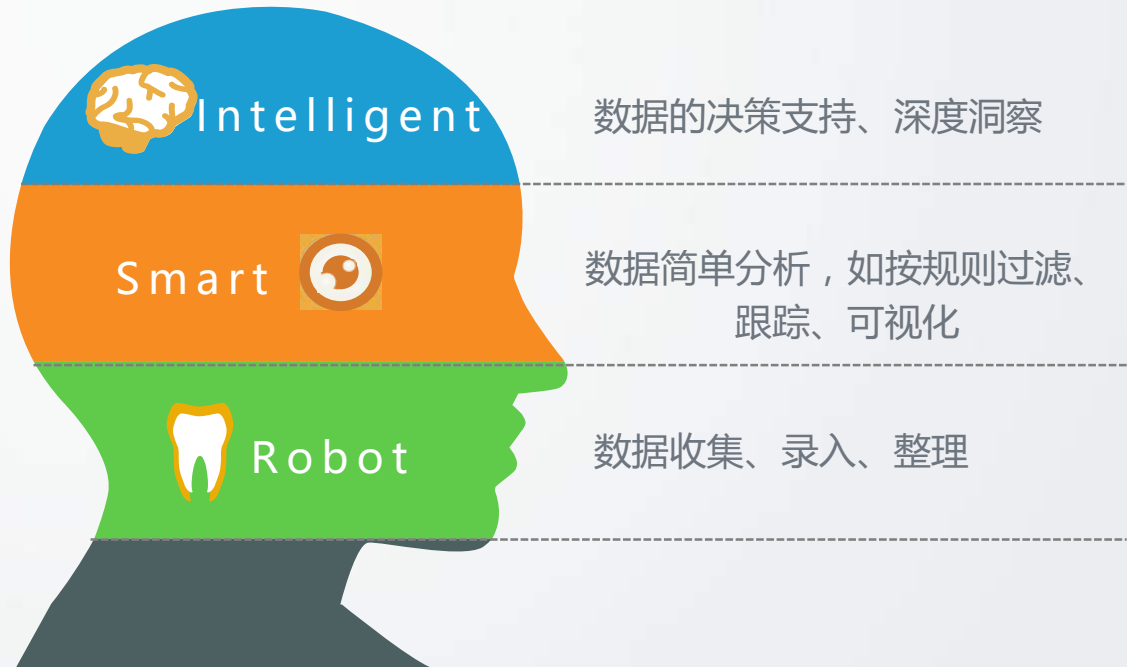 Intelligent
数据的决策支持、深度洞察
Smart
数据简单分析，如按规则过滤、
跟踪、可视化
Robot
数据收集、录入、整理